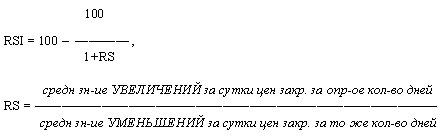 100
RSI = 100 – ————— ,
1+RS
средн зн-ие УВЕЛИЧЕНИЙ за сутки цен закр. за опр-ое кол-во дней
RS = ————————————————————————
средн зн-ие УМЕНЬШЕНИЙ за сутки цен закр. за то же кол-во дней